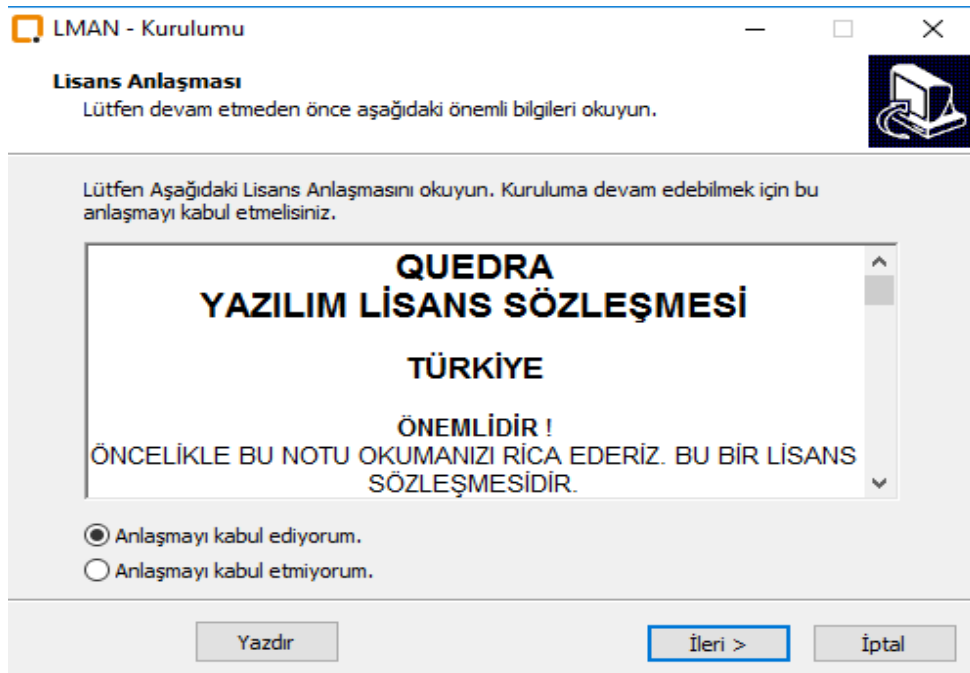 LMAN - Kurulumu
Lisans Anlaşması
Lütfen devam etmeden önce aşağıdaki önemli bilgileri okuyun.
Lütfen Aşağıdaki Lisans Anlaşmasını okuyun. Kuruluma devam edebilmek için bu
anlaşmayı kabul etmelisiniz.
QUEDRA
YAZILIM LİSANS SÖZLEŞMESİ
TÜRKİYE
ÖNEMLİDİR !
ÖNCELİKLE BU NOTU OKUMANIZI RİCA EDERİZ. BU BİR LİSANS
SÖZLEŞMESİDİR.
Anlaşmayı kabul ediyorum.
Anlaşmayı kabul etmiyorum.
Yazdır
İleri >
İptal